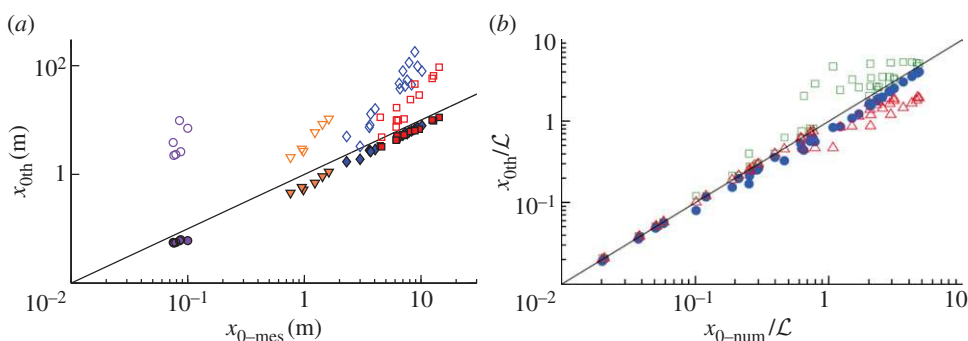 (a)
10²
1
x₀ₜₕ (m)
10⁻²
10⁻¹
1
10
x₀₋ₘₑₛ (m)
(b)
10
1
10⁻¹
10⁻²
x₀ₜₕ/ℒ
10⁻¹
1
10
x₀₋ₙᵤₘ/ℒ